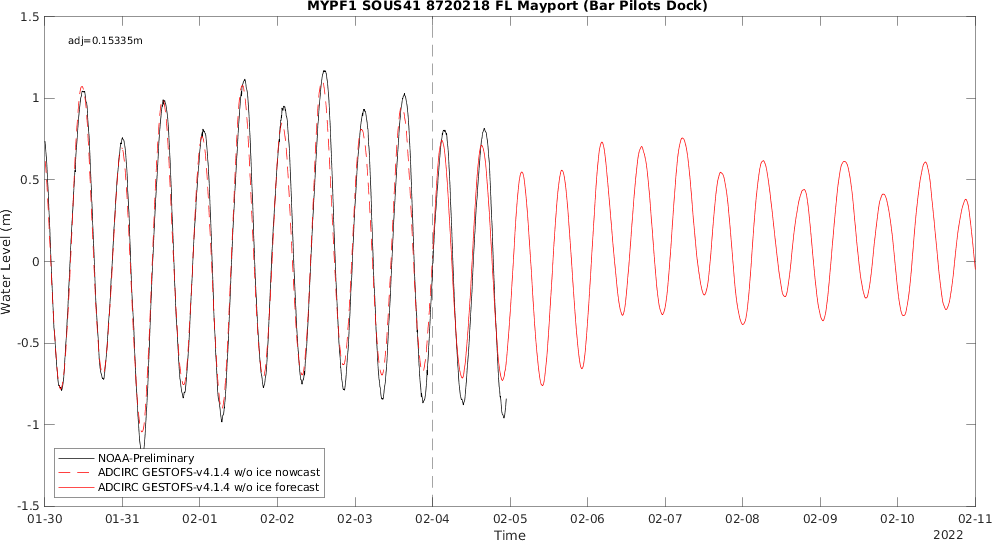 MYPF1 SOUS41 8720218 FL Mayport (Bar Pilots Dock)
adj=0.15335m
1.5
1
0.5
0
-0.5
-1
-1.5
Water Level (m)
NOAA-Preliminary
ADCIRC GESTOFS-v4.1.4 w/o ice nowcast
ADCIRC GESTOFS-v4.1.4 w/o ice forecast
01-30 01-31 02-01 02-02 02-03 02-04 02-05 02-06 02-07 02-08 02-09 02-10 02-11
Time
2022